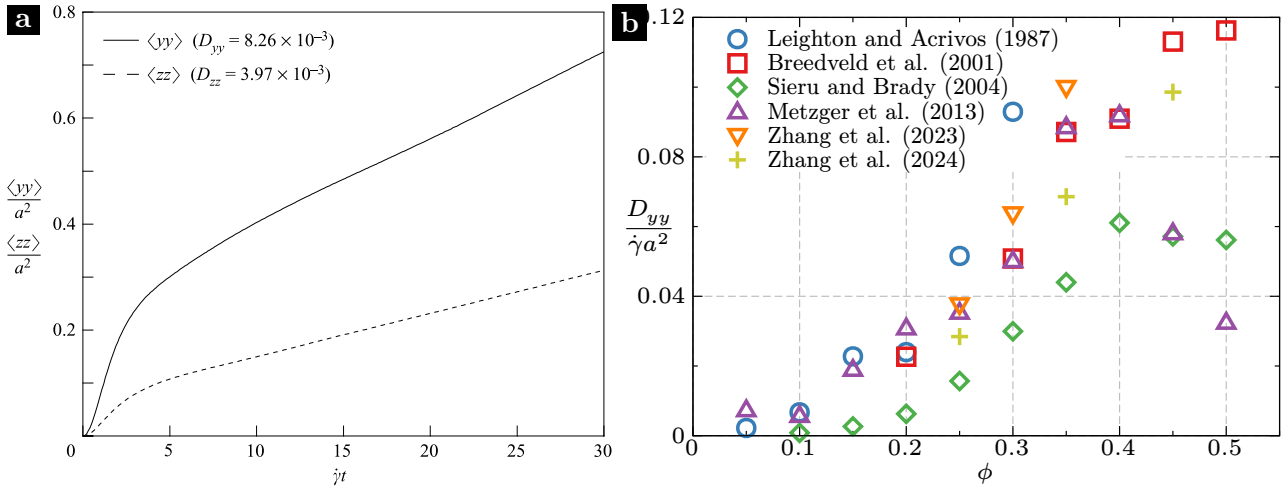 a
⟨yy⟩ (D_yy = 8.26 × 10⁻³)
⟨zz⟩ (D_zz = 3.97 × 10⁻³)
0.8
0.6
0.4
0.2
0
⟨yy⟩
a²
⟨zz⟩
a²
0 5 10 15 20 25 30
γ̇t
b
0.12
0.08
0.04
0
D_yy
γ̇a²
Leighton and Acrivos (1987)
Breedveld et al. (2001)
Sieru and Brady (2004)
Metzger et al. (2013)
Zhang et al. (2023)
Zhang et al. (2024)
0 0.1 0.2 0.3 0.4 0.5
ϕ